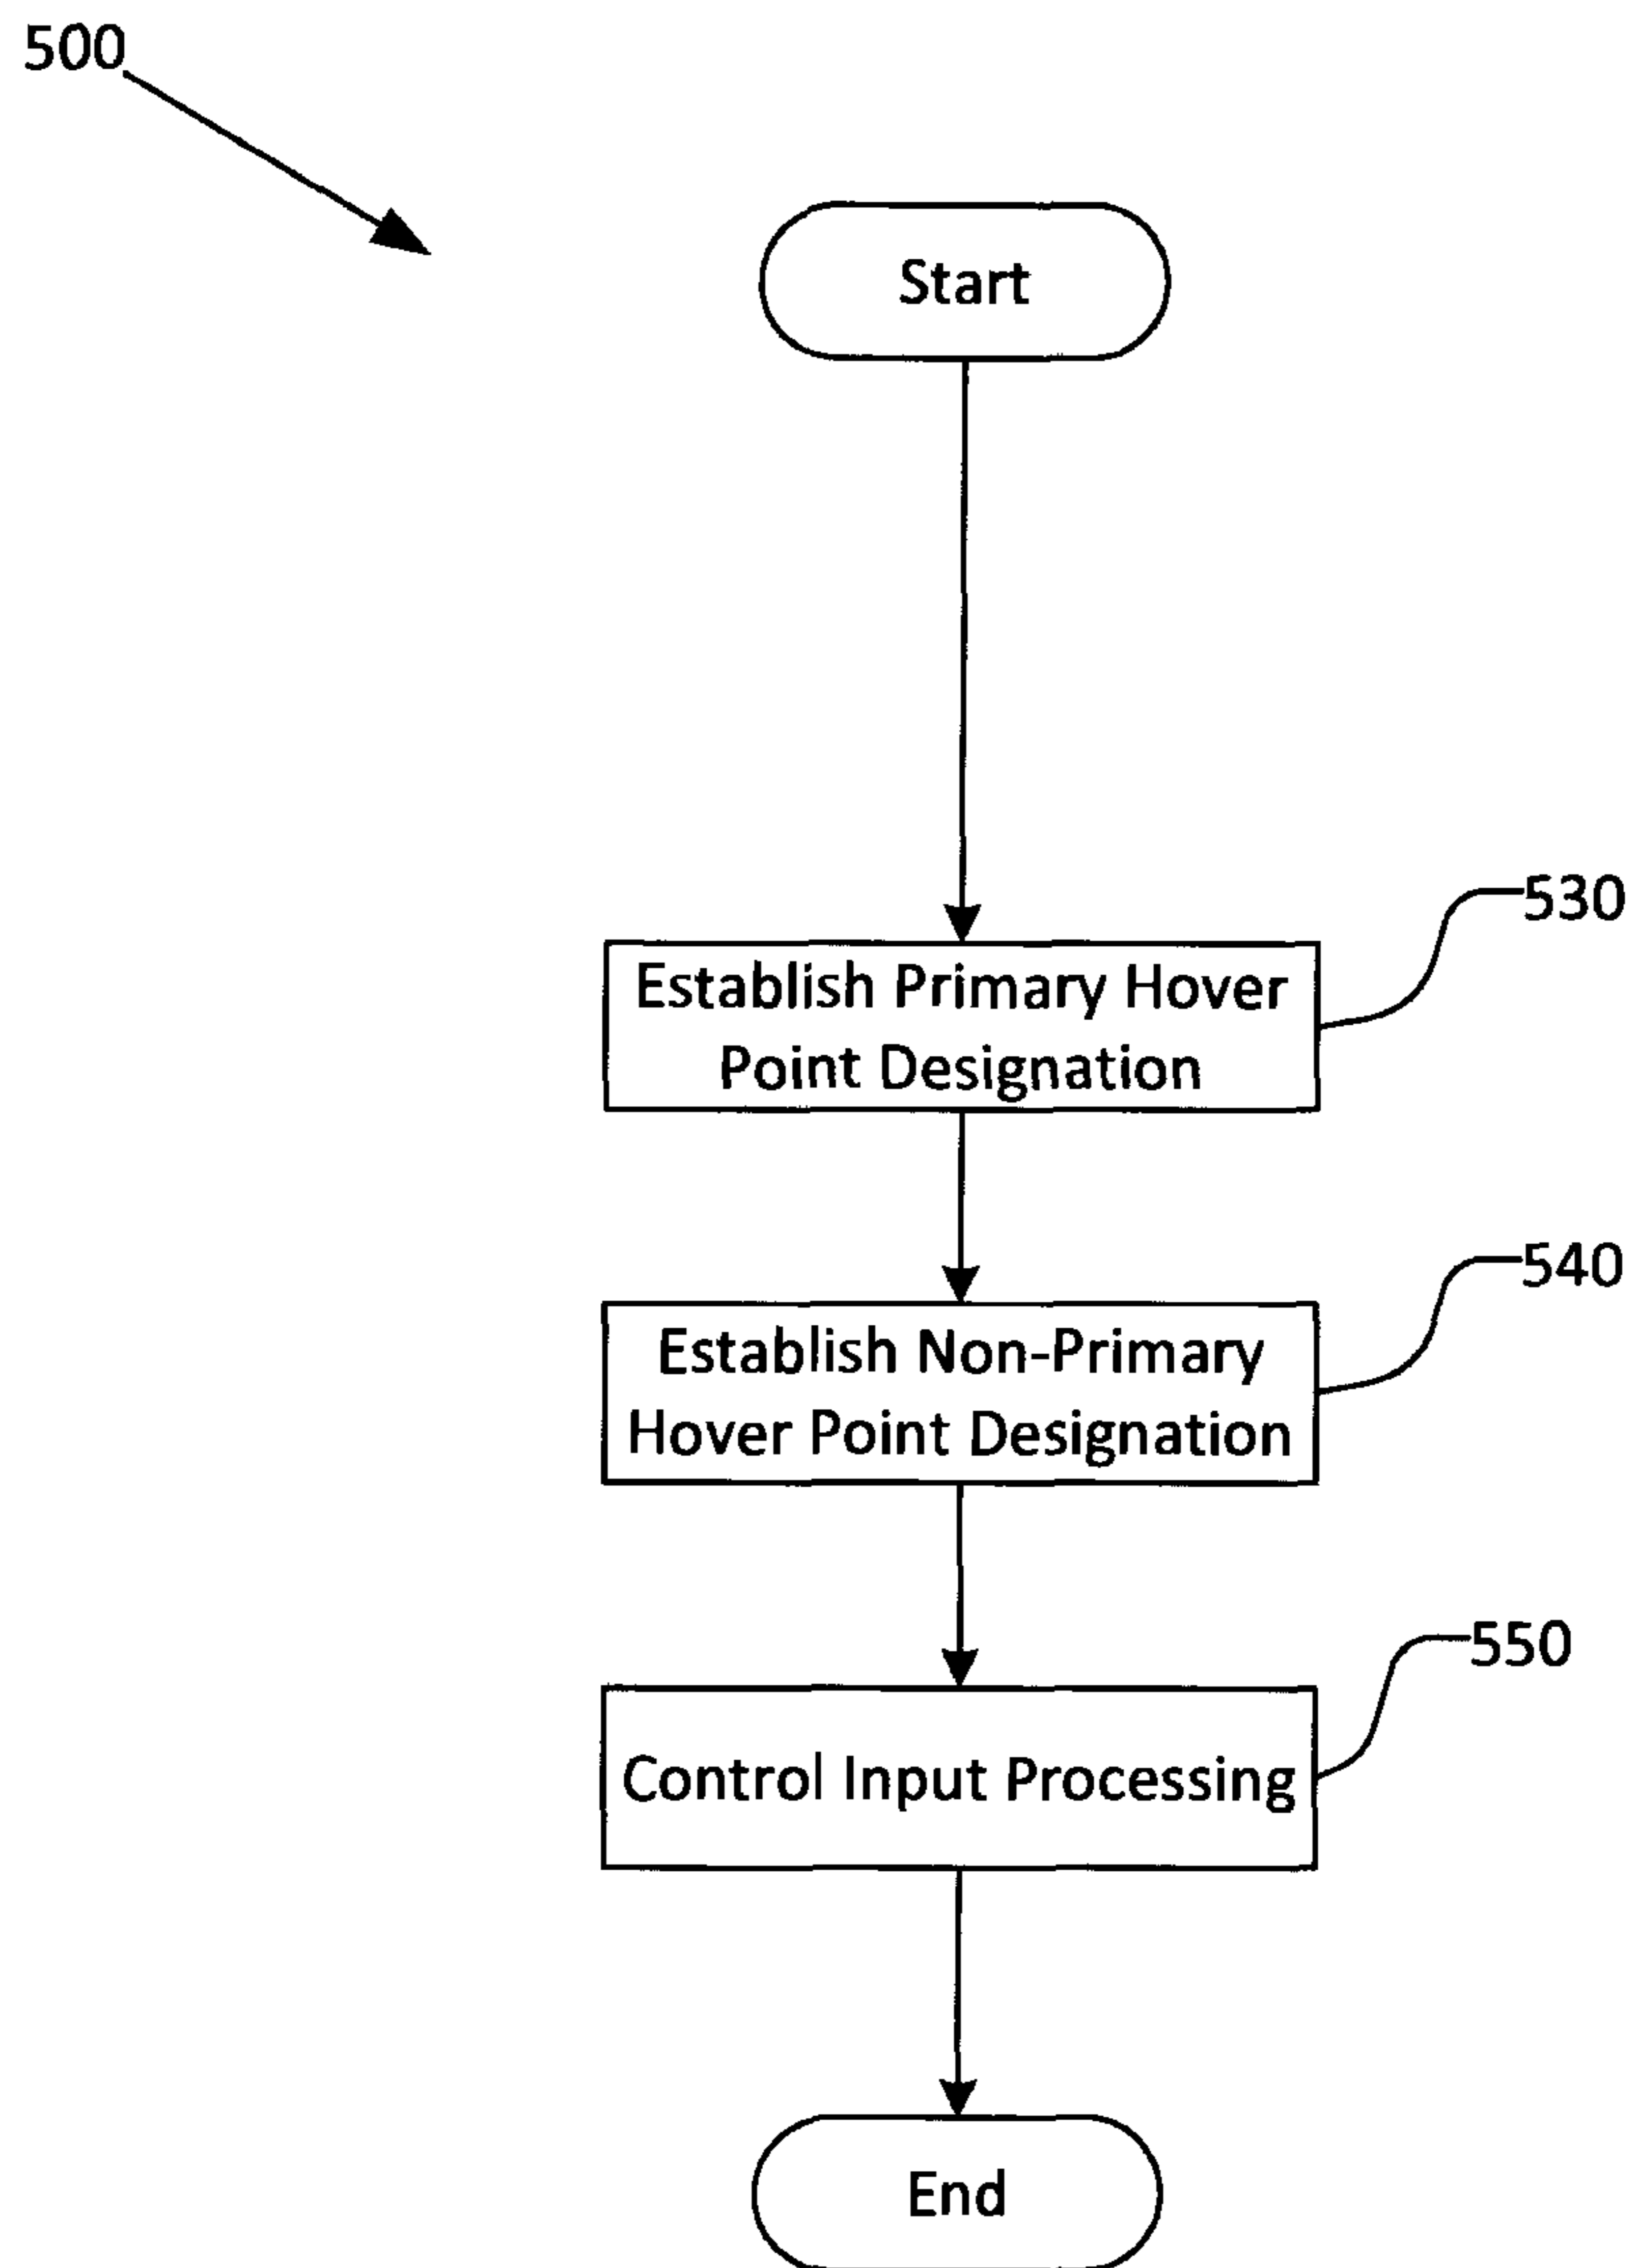 500
Start
530
Establish Primary Hover
Point Designation
540
Establish Non-Primary
Hover Point Designation
550
Control Input Processing
End